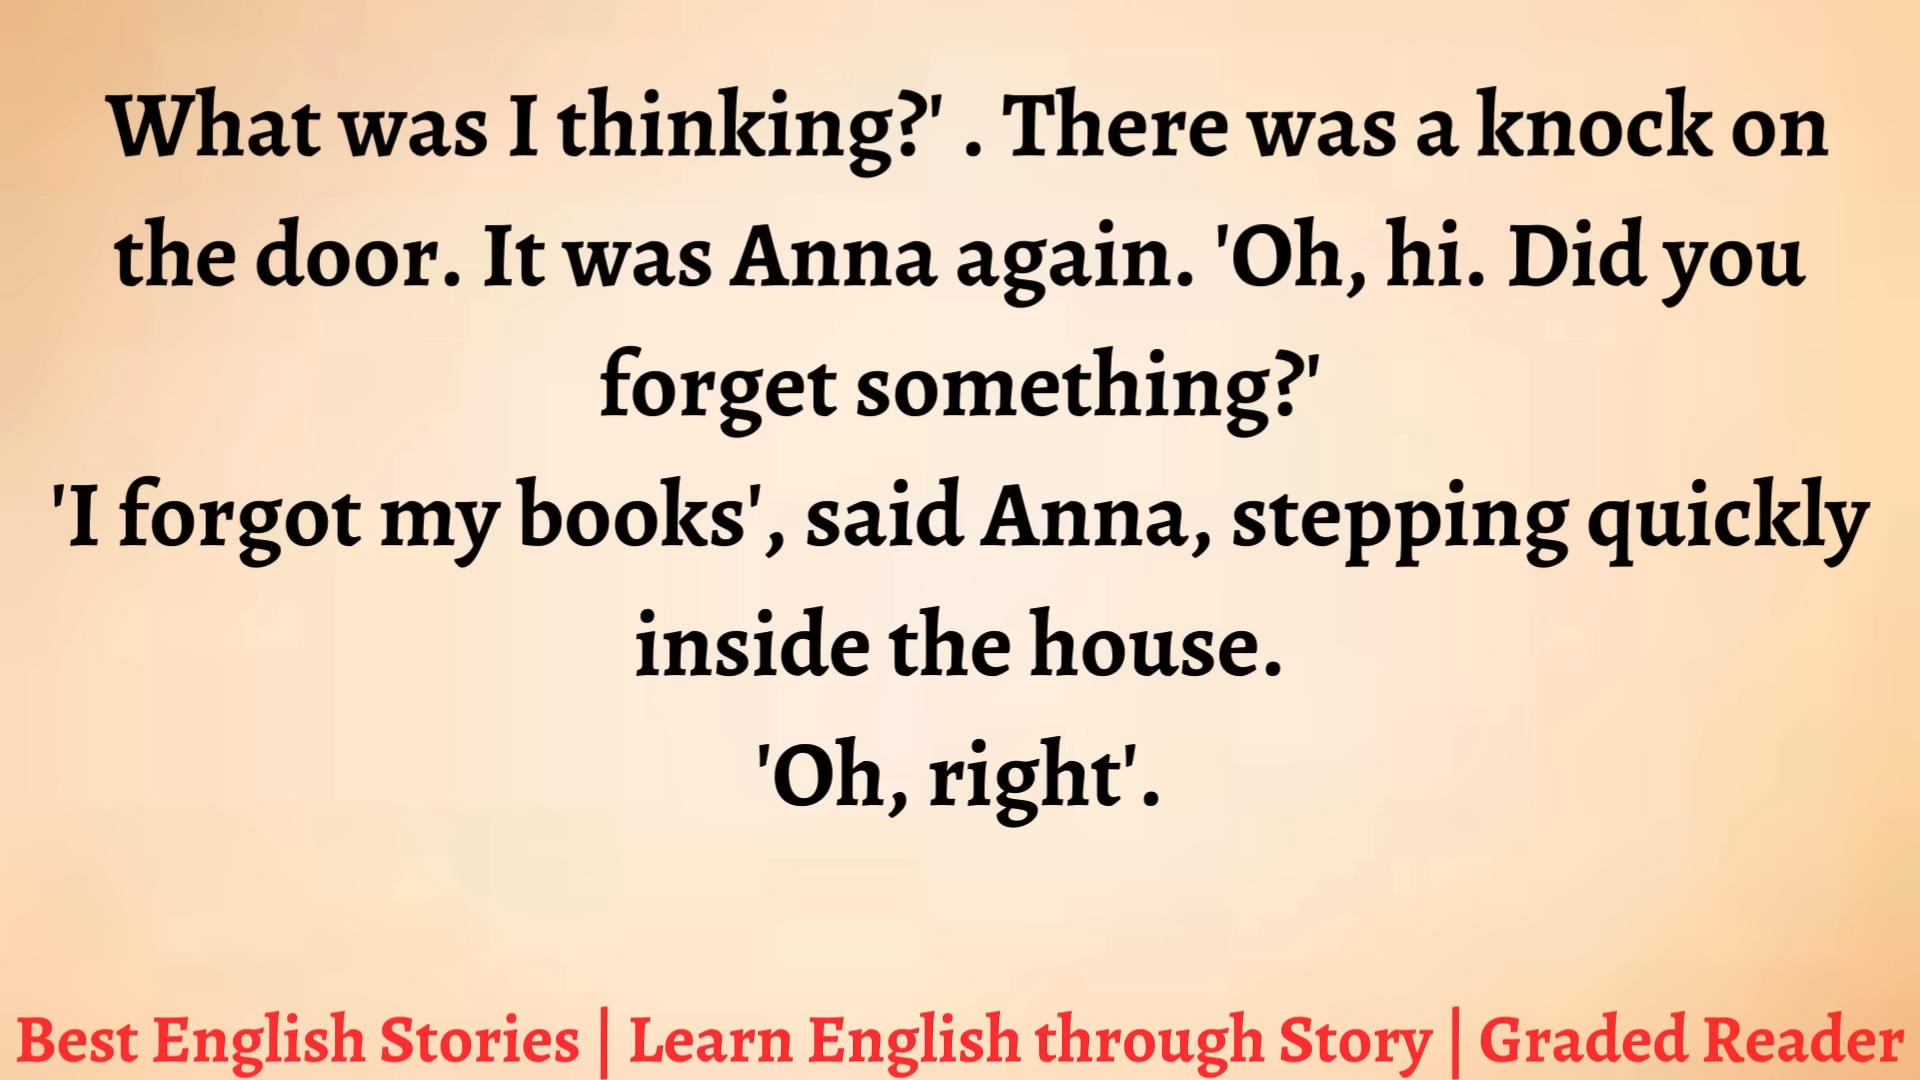 What was I thinking?' . There was a knock on
the door. It was Anna again. 'Oh, hi. Did you
forget something?'
'I forgot my books', said Anna, stepping quickly
inside the house.
'Oh, right'.
Best English Stories | Learn English through Story | Graded Reader